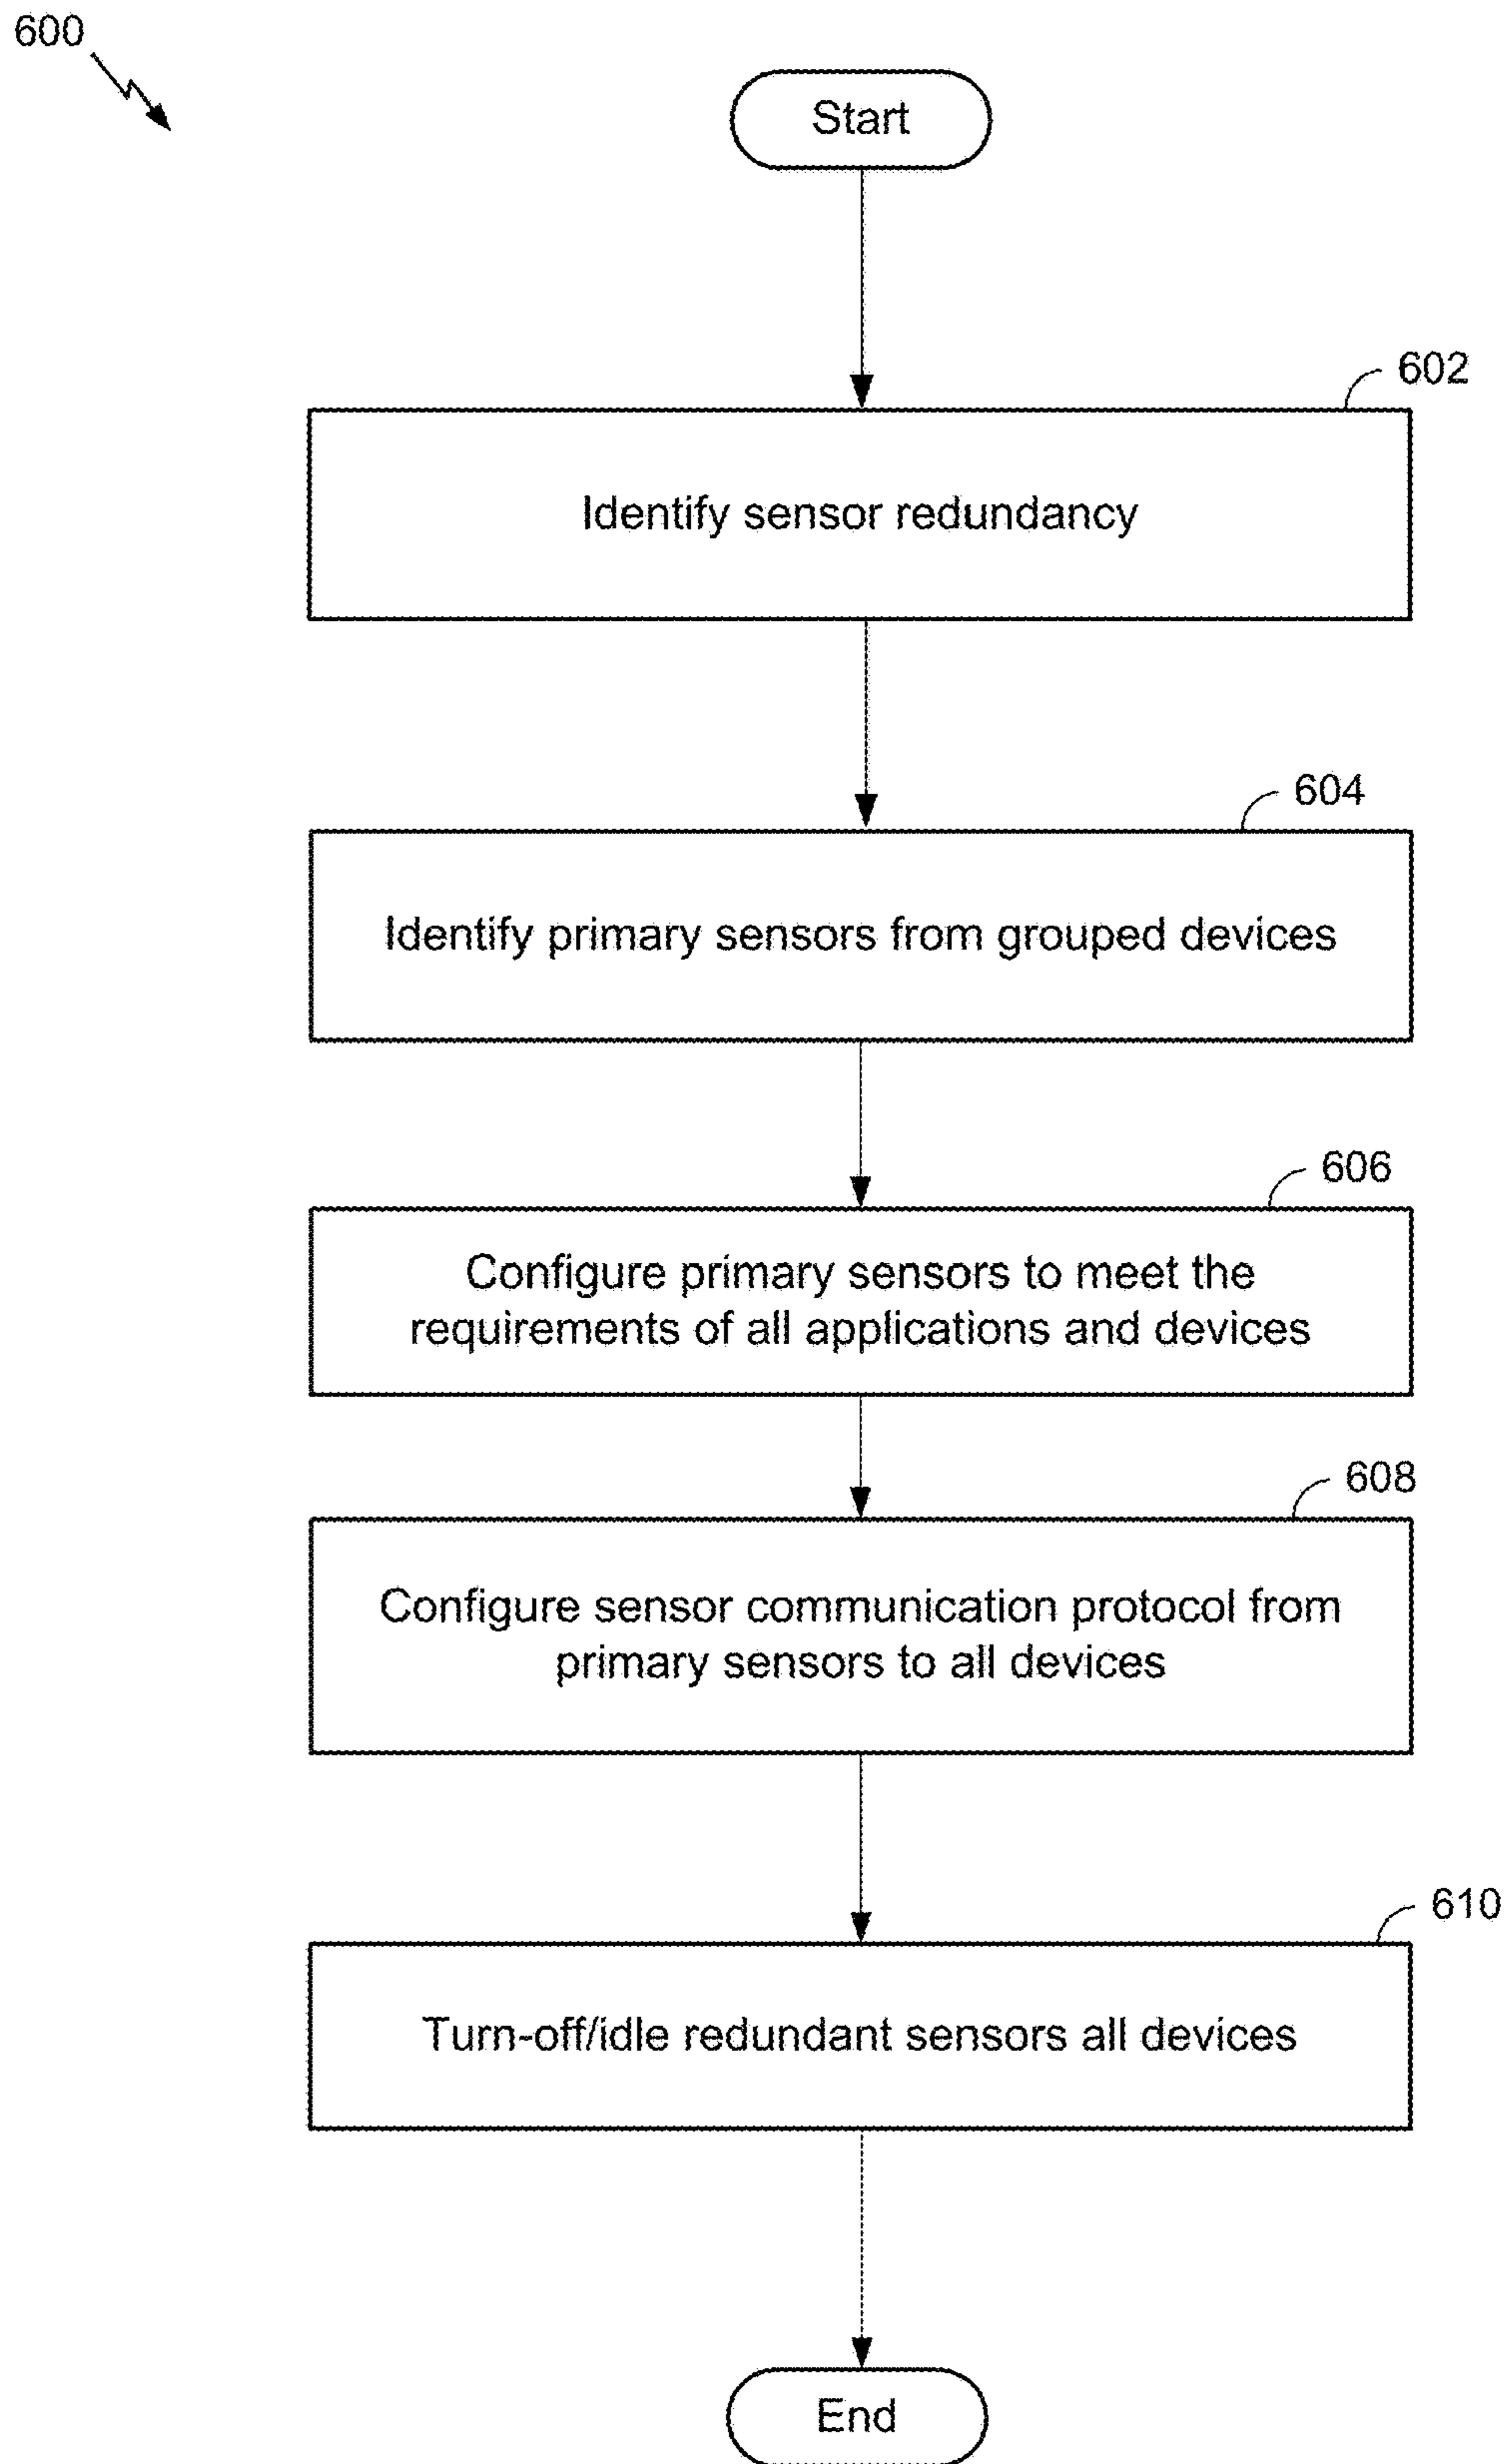 600
Start
602
Identify sensor redundancy
604
Identify primary sensors from grouped devices
606
Configure primary sensors to meet the
requirements of all applications and devices
608
Configure sensor communication protocol from
primary sensors to all devices
610
Turn-off/idle redundant sensors all devices
End